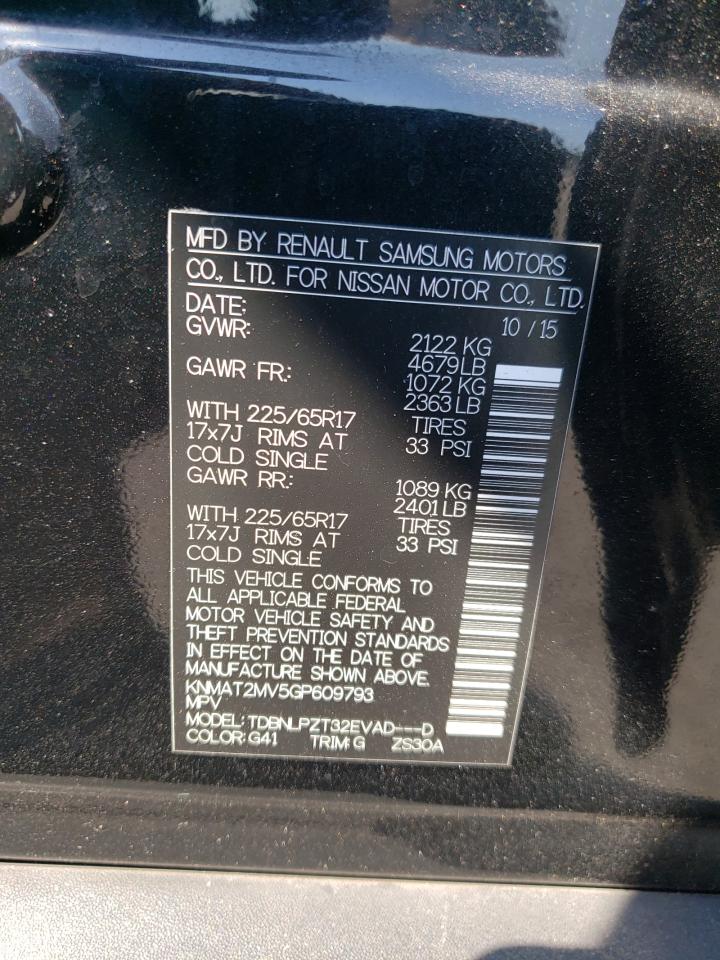 MFD BY RENAULT SAMSUNG MOTORS
CO., LTD. FOR NISSAN MOTOR CO., LTD.
DATE: 10 / 15
GVWR: 2122 KG
4679 LB
GAWR FR.: 1072 KG
2363 LB
WITH 225/65R17 TIRES
17x7J RIMS AT 33 PSI
COLD SINGLE
GAWR RR.: 1089 KG
2401 LB
WITH 225/65R17 TIRES
17x7J RIMS AT 33 PSI
COLD SINGLE
THIS VEHICLE CONFORMS TO
ALL APPLICABLE FEDERAL
MOTOR VEHICLE SAFETY AND
THEFT PREVENTION STANDARDS
IN EFFECT ON THE DATE OF
MANUFACTURE SHOWN ABOVE.
KNMAT2MV5GP609793
MPV
MODEL: TDBNLPZT32EVAD---D
COLOR: G41 TRIM: G ZS30A